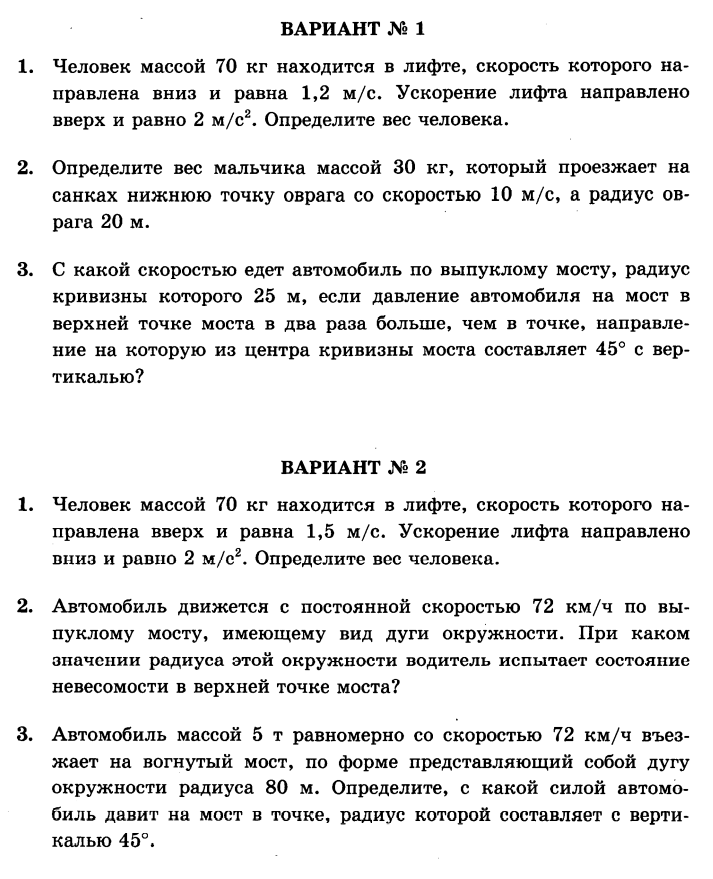 ВАРИАНТ № 1
1. Человек массой 70 кг находится в лифте, скорость которого на-
правлена вниз и равна 1,2 м/с. Ускорение лифта направлено
вверх и равно 2 м/с². Определите вес человека.
2. Определите вес мальчика массой 30 кг, который проезжает на
санках нижнюю точку оврага со скоростью 10 м/с, а радиус ов-
рага 20 м.
3. С какой скоростью едет автомобиль по выпуклому мосту, радиус
кривизны которого 25 м, если давление автомобиля на мост в
верхней точке моста в два раза больше, чем в точке, направле-
ние на которую из центра кривизны моста составляет 45° с вер-
тикалью?
ВАРИАНТ № 2
1. Человек массой 70 кг находится в лифте, скорость которого на-
правлена вверх и равна 1,5 м/с. Ускорение лифта направлено
вниз и равно 2 м/с². Определите вес человека.
2. Автомобиль движется с постоянной скоростью 72 км/ч по вы-
пуклому мосту, имеющему вид дуги окружности. При каком
значении радиуса этой окружности водитель испытает состояние
невесомости в верхней точке моста?
3. Автомобиль массой 5 т равномерно со скоростью 72 км/ч въез-
жает на вогнутый мост, по форме представляющий собой дугу
окружности радиуса 80 м. Определите, с какой силой автомо-
биль давит на мост в точке, радиус которой составляет с верти-
калью 45°.